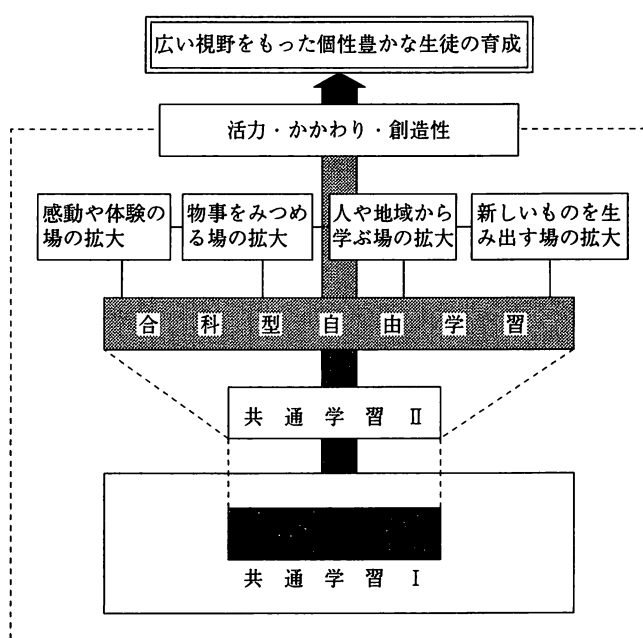 広い視野をもった個性豊かな生徒の育成
活力・かかわり・創造性
感動や体験の
場の拡大
物事をみつめ
る場の拡大
人や地域から
学ぶ場の拡大
新しいものを生
み出す場の拡大
合科型自由学習
共通学習Ⅱ
共通学習Ⅰ